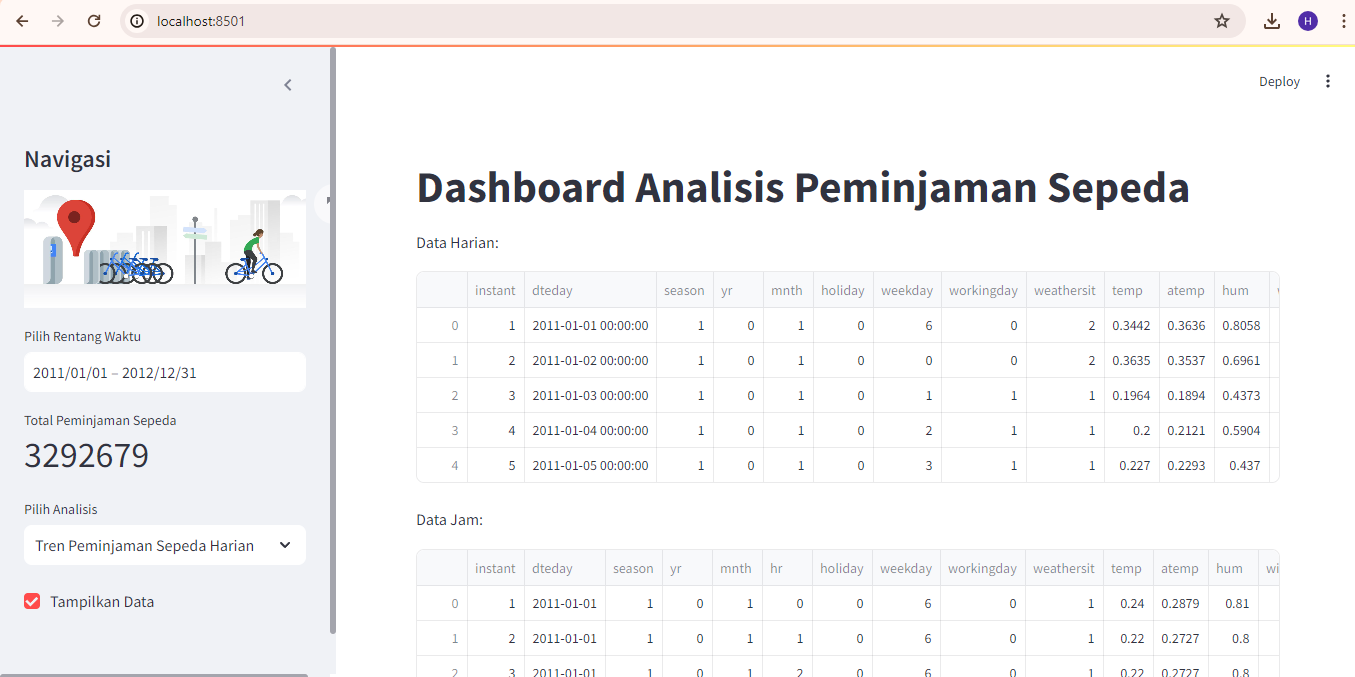 localhost:8501
H
Deploy
Navigasi
Pilih Rentang Waktu
2011/01/01 – 2012/12/31
Total Peminjaman Sepeda
3292679
Pilih Analisis
Tren Peminjaman Sepeda Harian
Tampilkan Data
Dashboard Analisis Peminjaman Sepeda
Data Harian:
instant dteday season yr mnth holiday weekday workingday weathersit temp atemp hum
0 1 2011-01-01 00:00:00 1 0 1 0 6 0 2 0.3442 0.3636 0.8058
1 2 2011-01-02 00:00:00 1 0 1 0 0 0 2 0.3635 0.3537 0.6961
2 3 2011-01-03 00:00:00 1 0 1 0 1 1 1 0.1964 0.1894 0.4373
3 4 2011-01-04 00:00:00 1 0 1 0 2 1 1 0.2 0.2121 0.5904
4 5 2011-01-05 00:00:00 1 0 1 0 3 1 1 0.227 0.2293 0.437
Data Jam:
instant dteday season yr mnth hr holiday weekday workingday weathersit temp atemp hum wi
0 1 2011-01-01 1 0 1 0 0 6 0 1 0.24 0.2879 0.81
1 2 2011-01-01 1 0 1 1 0 6 0 1 0.22 0.2727 0.8
2 3 2011-01-01 1 0 1 2 0 6 0 1 0.22 0.2727 0.8